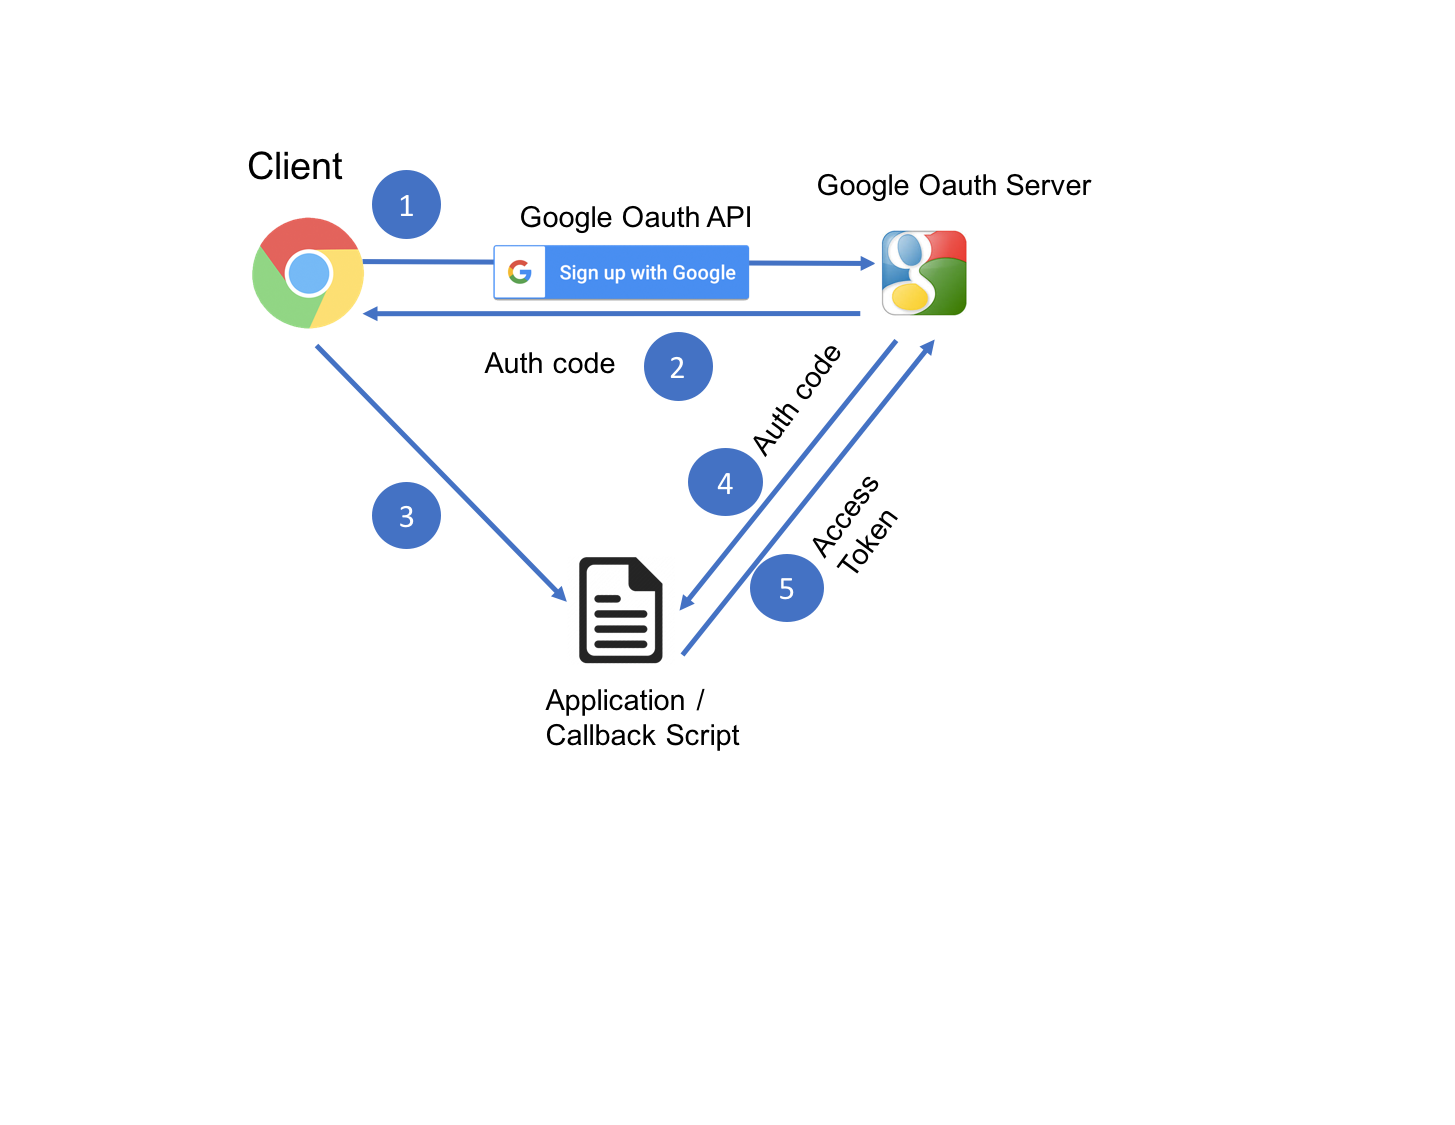 Client
1
Google Oauth API
Google Oauth Server
G Sign up with Google
Auth code
2
Auth code
4
3
Access
Token
5
Application /
Callback Script